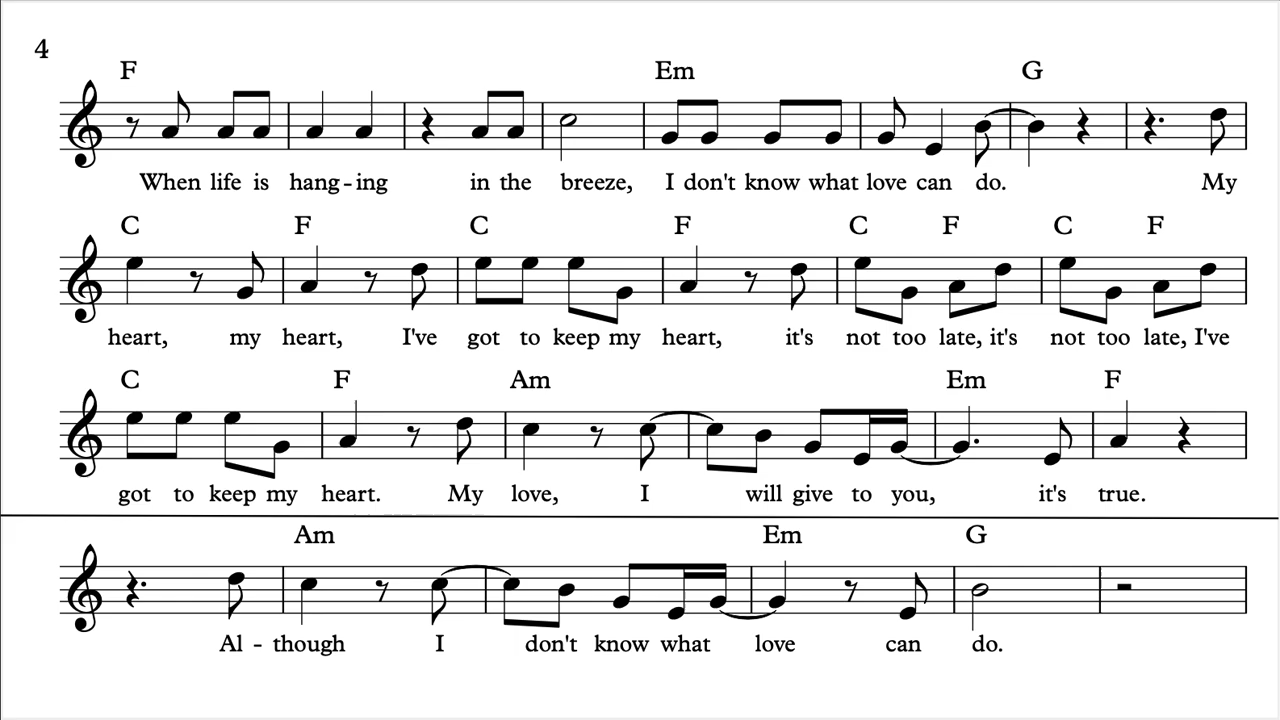 4
F Em G
When life is hang - ing in the breeze, I don't know what love can do. My
C F C F C F C F
heart, my heart, I've got to keep my heart, it's not too late, it's not too late, I've
C F Am Em F
got to keep my heart. My love, I will give to you, it's true.
Am Em G
Al - though I don't know what love can do.